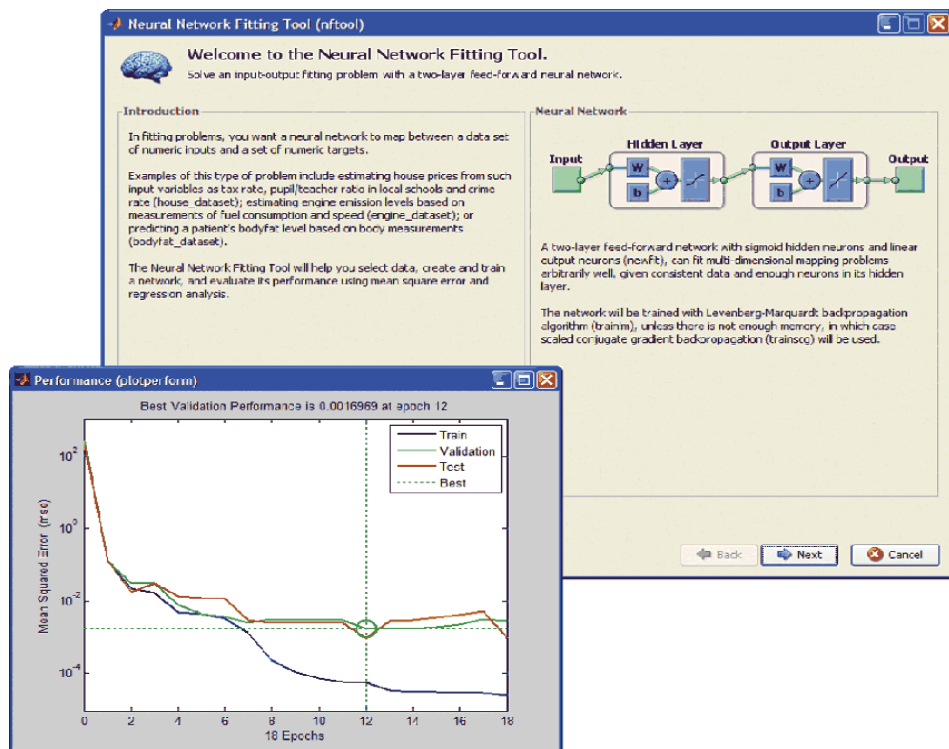 Neural Network Fitting Tool (nftool)
Welcome to the Neural Network Fitting Tool.
Solve an input-output fitting problem with a two-layer feed-forward neural network.
Introduction
In fitting problems, you want a neural network to map between a data set
of numeric inputs and a set of numeric targets.
Examples of this type of problem include estimating house prices from such
input variables as tax rate, pupil/teacher ratio in local schools and crime
rate (house_dataset); estimating engine emission levels based on
measurements of fuel consumption and speed (engine_dataset); or
predicting a patient's bodyfat level based on body measurements
(bodyfat_dataset).
The Neural Network Fitting Tool will help you select data, create and train
a network, and evaluate its performance using mean square error and
regression analysis.
Neural Network
Hidden Layer
Output Layer
Input
Output
W
b
+
W
b
+
A two-layer feed-forward network with sigmoid hidden neurons and linear
output neurons (newfit), can fit multi-dimensional mapping problems
arbitrarily well, given consistent data and enough neurons in its hidden
layer.
The network will be trained with Levenberg-Marquardt backpropagation
algorithm (trainlm), unless there is not enough memory, in which case
scaled conjugate gradient backpropagation (trainscg) will be used.
Back
Next
Cancel
Performance (plotperform)
Best Validation Performance is 0.0016969 at epoch 12
Train
Validation
Test
Best
Mean Squared Error (mse)
10^2
10^0
10^-2
10^-4
0 2 4 6 8 10 12 14 16 18
18 Epochs